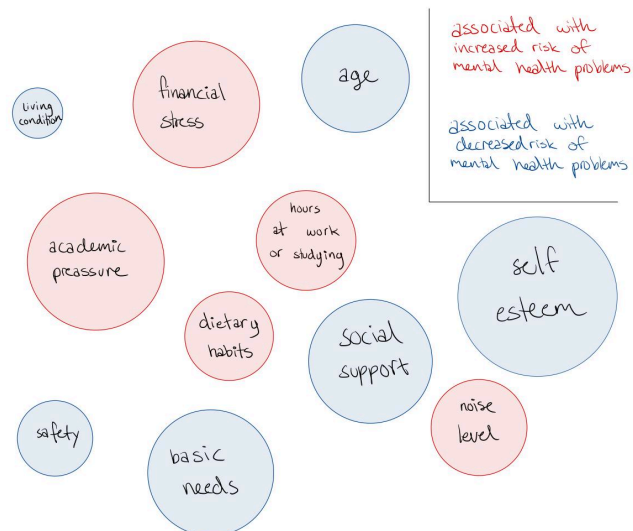 associated with
increased risk of
mental health problems
associated with
decreased risk of
mental health problems
living
condition
financial
stress
age
academic
preassure
hours
at work
or studying
self
esteem
dietary
habits
social
support
safety
basic
needs
noise
level